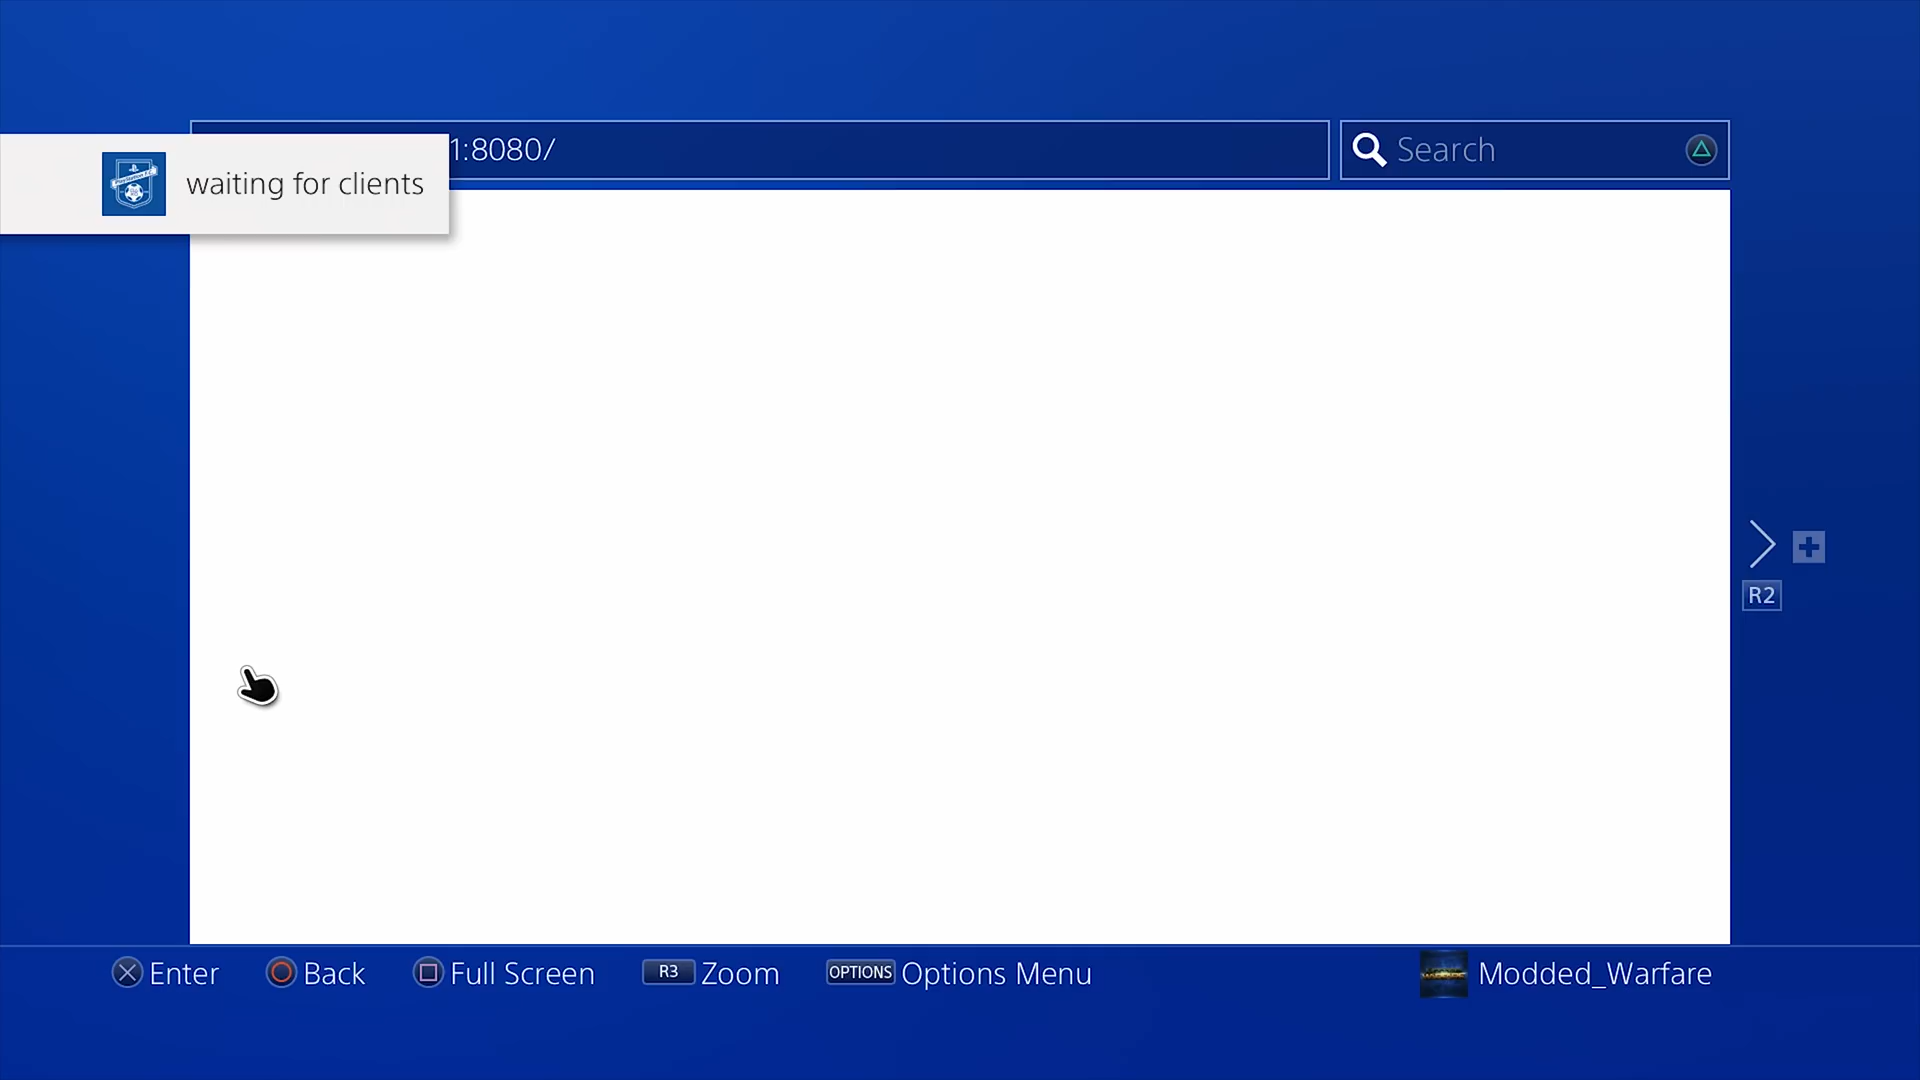 1:8080/
Search
waiting for clients
R2
Enter
Back
Full Screen
R3 Zoom
OPTIONS Options Menu
Modded_Warfare